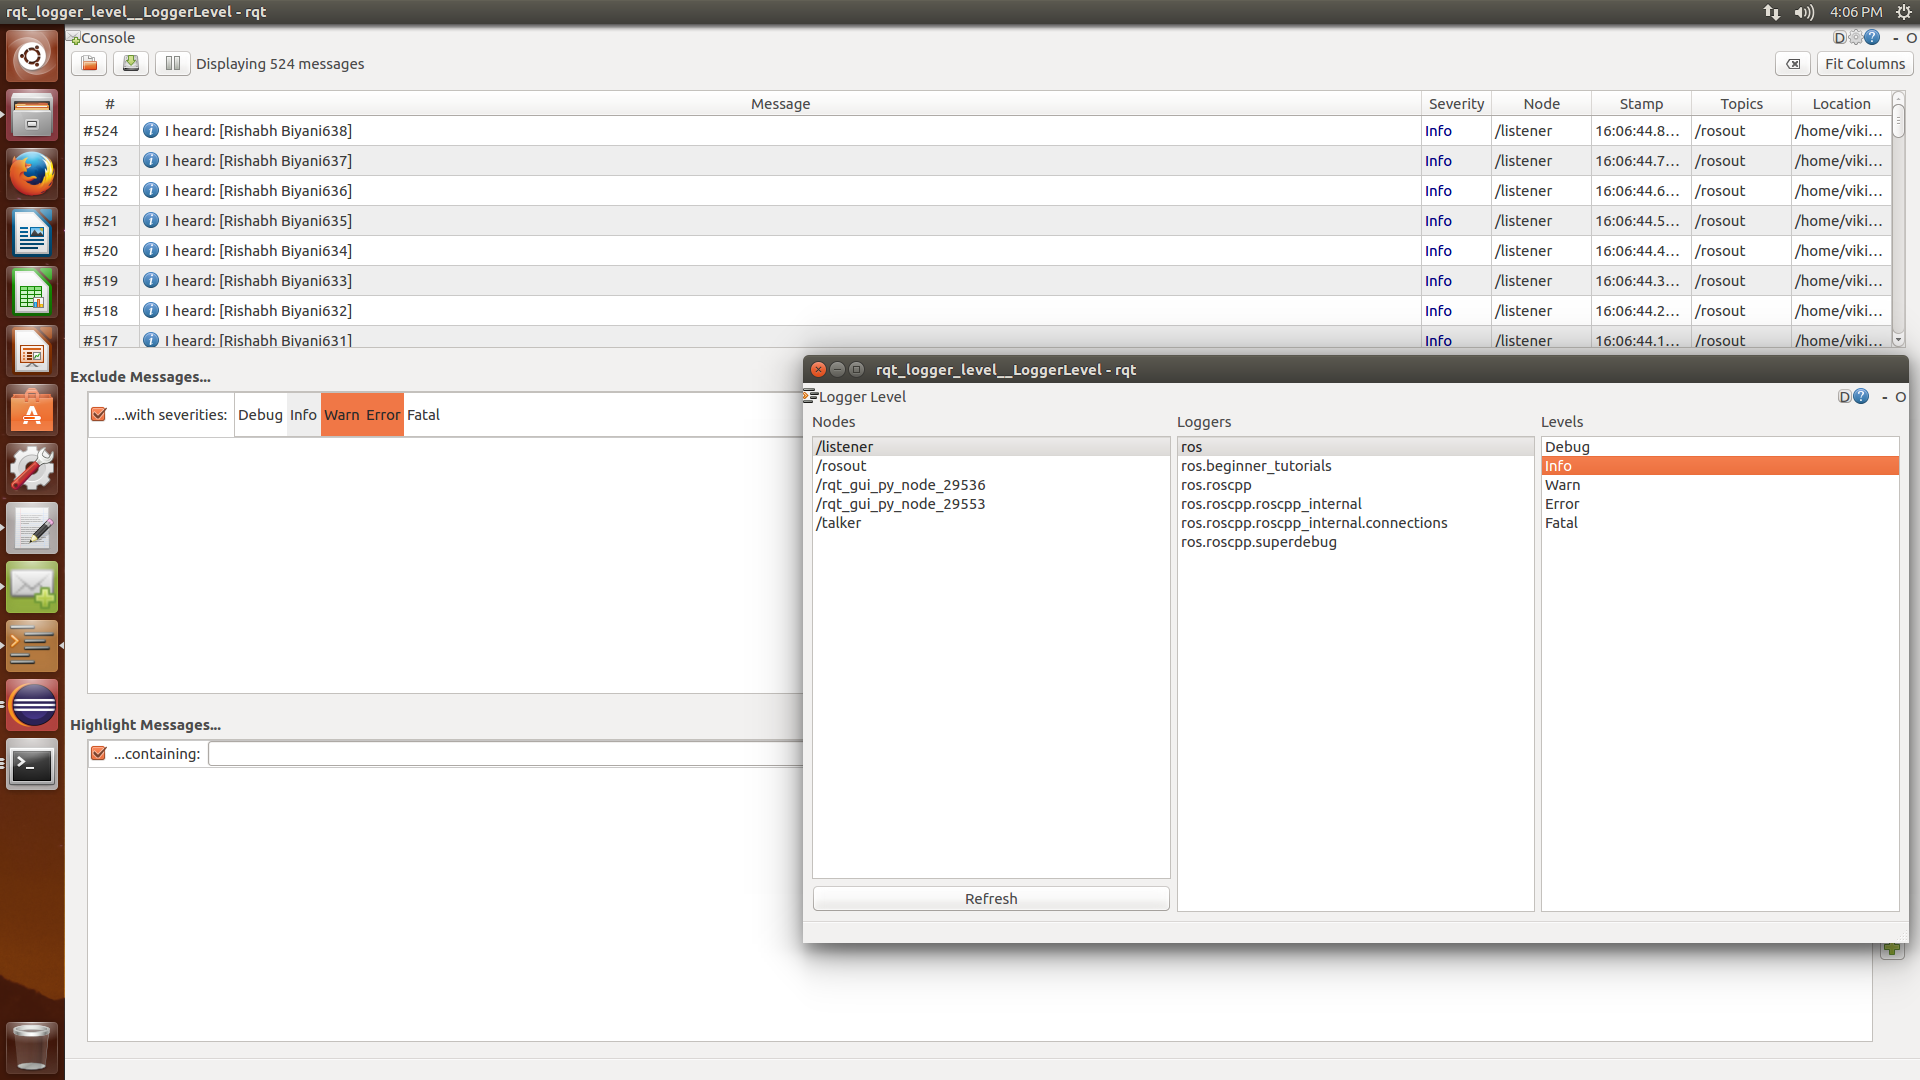 rqt_logger_level__LoggerLevel - rqt
4:06 PM
Console
D ? - O
Displaying 524 messages
Fit Columns
# Message Severity Node Stamp Topics Location
#524 I heard: [Rishabh Biyani638] Info /listener 16:06:44.8... /rosout /home/viki...
#523 I heard: [Rishabh Biyani637] Info /listener 16:06:44.7... /rosout /home/viki...
#522 I heard: [Rishabh Biyani636] Info /listener 16:06:44.6... /rosout /home/viki...
#521 I heard: [Rishabh Biyani635] Info /listener 16:06:44.5... /rosout /home/viki...
#520 I heard: [Rishabh Biyani634] Info /listener 16:06:44.4... /rosout /home/viki...
#519 I heard: [Rishabh Biyani633] Info /listener 16:06:44.3... /rosout /home/viki...
#518 I heard: [Rishabh Biyani632] Info /listener 16:06:44.2... /rosout /home/viki...
#517 I heard: [Rishabh Biyani631] Info /listener 16:06:44.1... /rosout /home/viki...
Exclude Messages...
...with severities: Debug Info Warn Error Fatal
Highlight Messages...
...containing:
rqt_logger_level__LoggerLevel - rqt
Logger Level
D ? - O
Nodes
/listener
/rosout
/rqt_gui_py_node_29536
/rqt_gui_py_node_29553
/talker
Refresh
Loggers
ros
ros.beginner_tutorials
ros.roscpp
ros.roscpp.roscpp_internal
ros.roscpp.roscpp_internal.connections
ros.roscpp.superdebug
Levels
Debug
Info
Warn
Error
Fatal